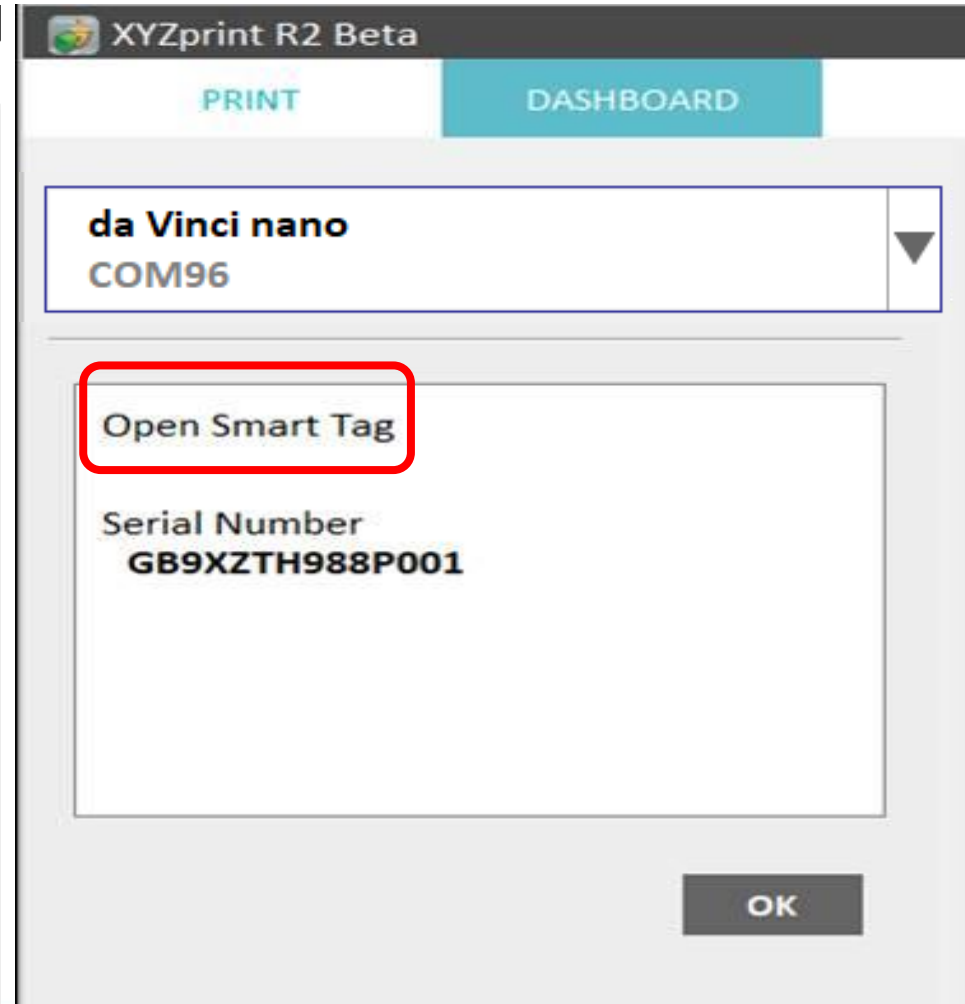 XYZprint R2 Beta
PRINT DASHBOARD
da Vinci nano
COM96
Open Smart Tag
Serial Number
GB9XZTH988P001
OK